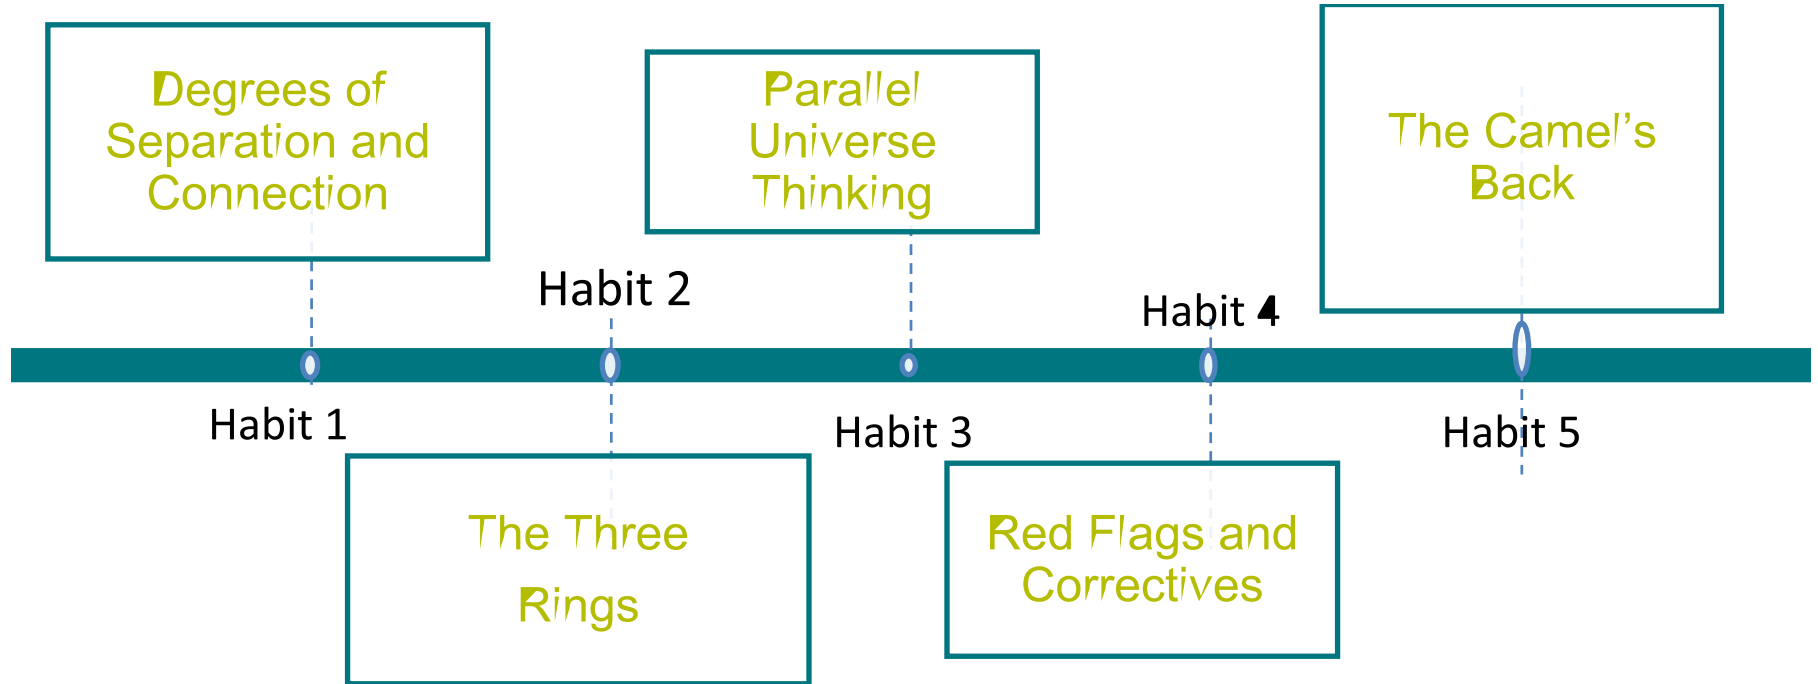 Degrees of
Separation and
Connection
Habit 1
Habit 2
The Three
Rings
Parallel
Universe
Thinking
Habit 3
Habit 4
Red Flags and
Correctives
The Camel's
Back
Habit 5